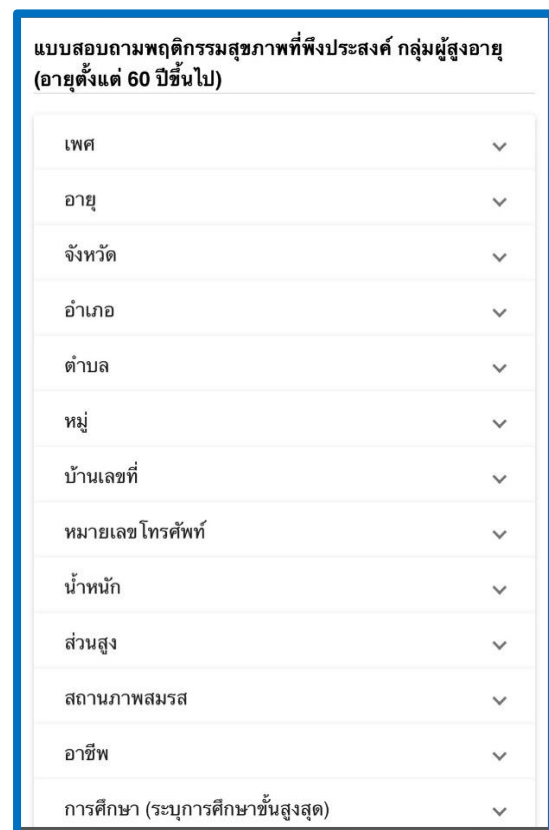 แบบสอบถามพฤติกรรมสุขภาพที่พึงประสงค์ กลุ่มผู้สูงอายุ
(อายุตั้งแต่ 60 ปีขึ้นไป)
เพศ
อายุ
จังหวัด
อำเภอ
ตำบล
หมู่
บ้านเลขที่
หมายเลขโทรศัพท์
น้ำหนัก
ส่วนสูง
สถานภาพสมรส
อาชีพ
การศึกษา (ระบุการศึกษาขั้นสูงสุด)